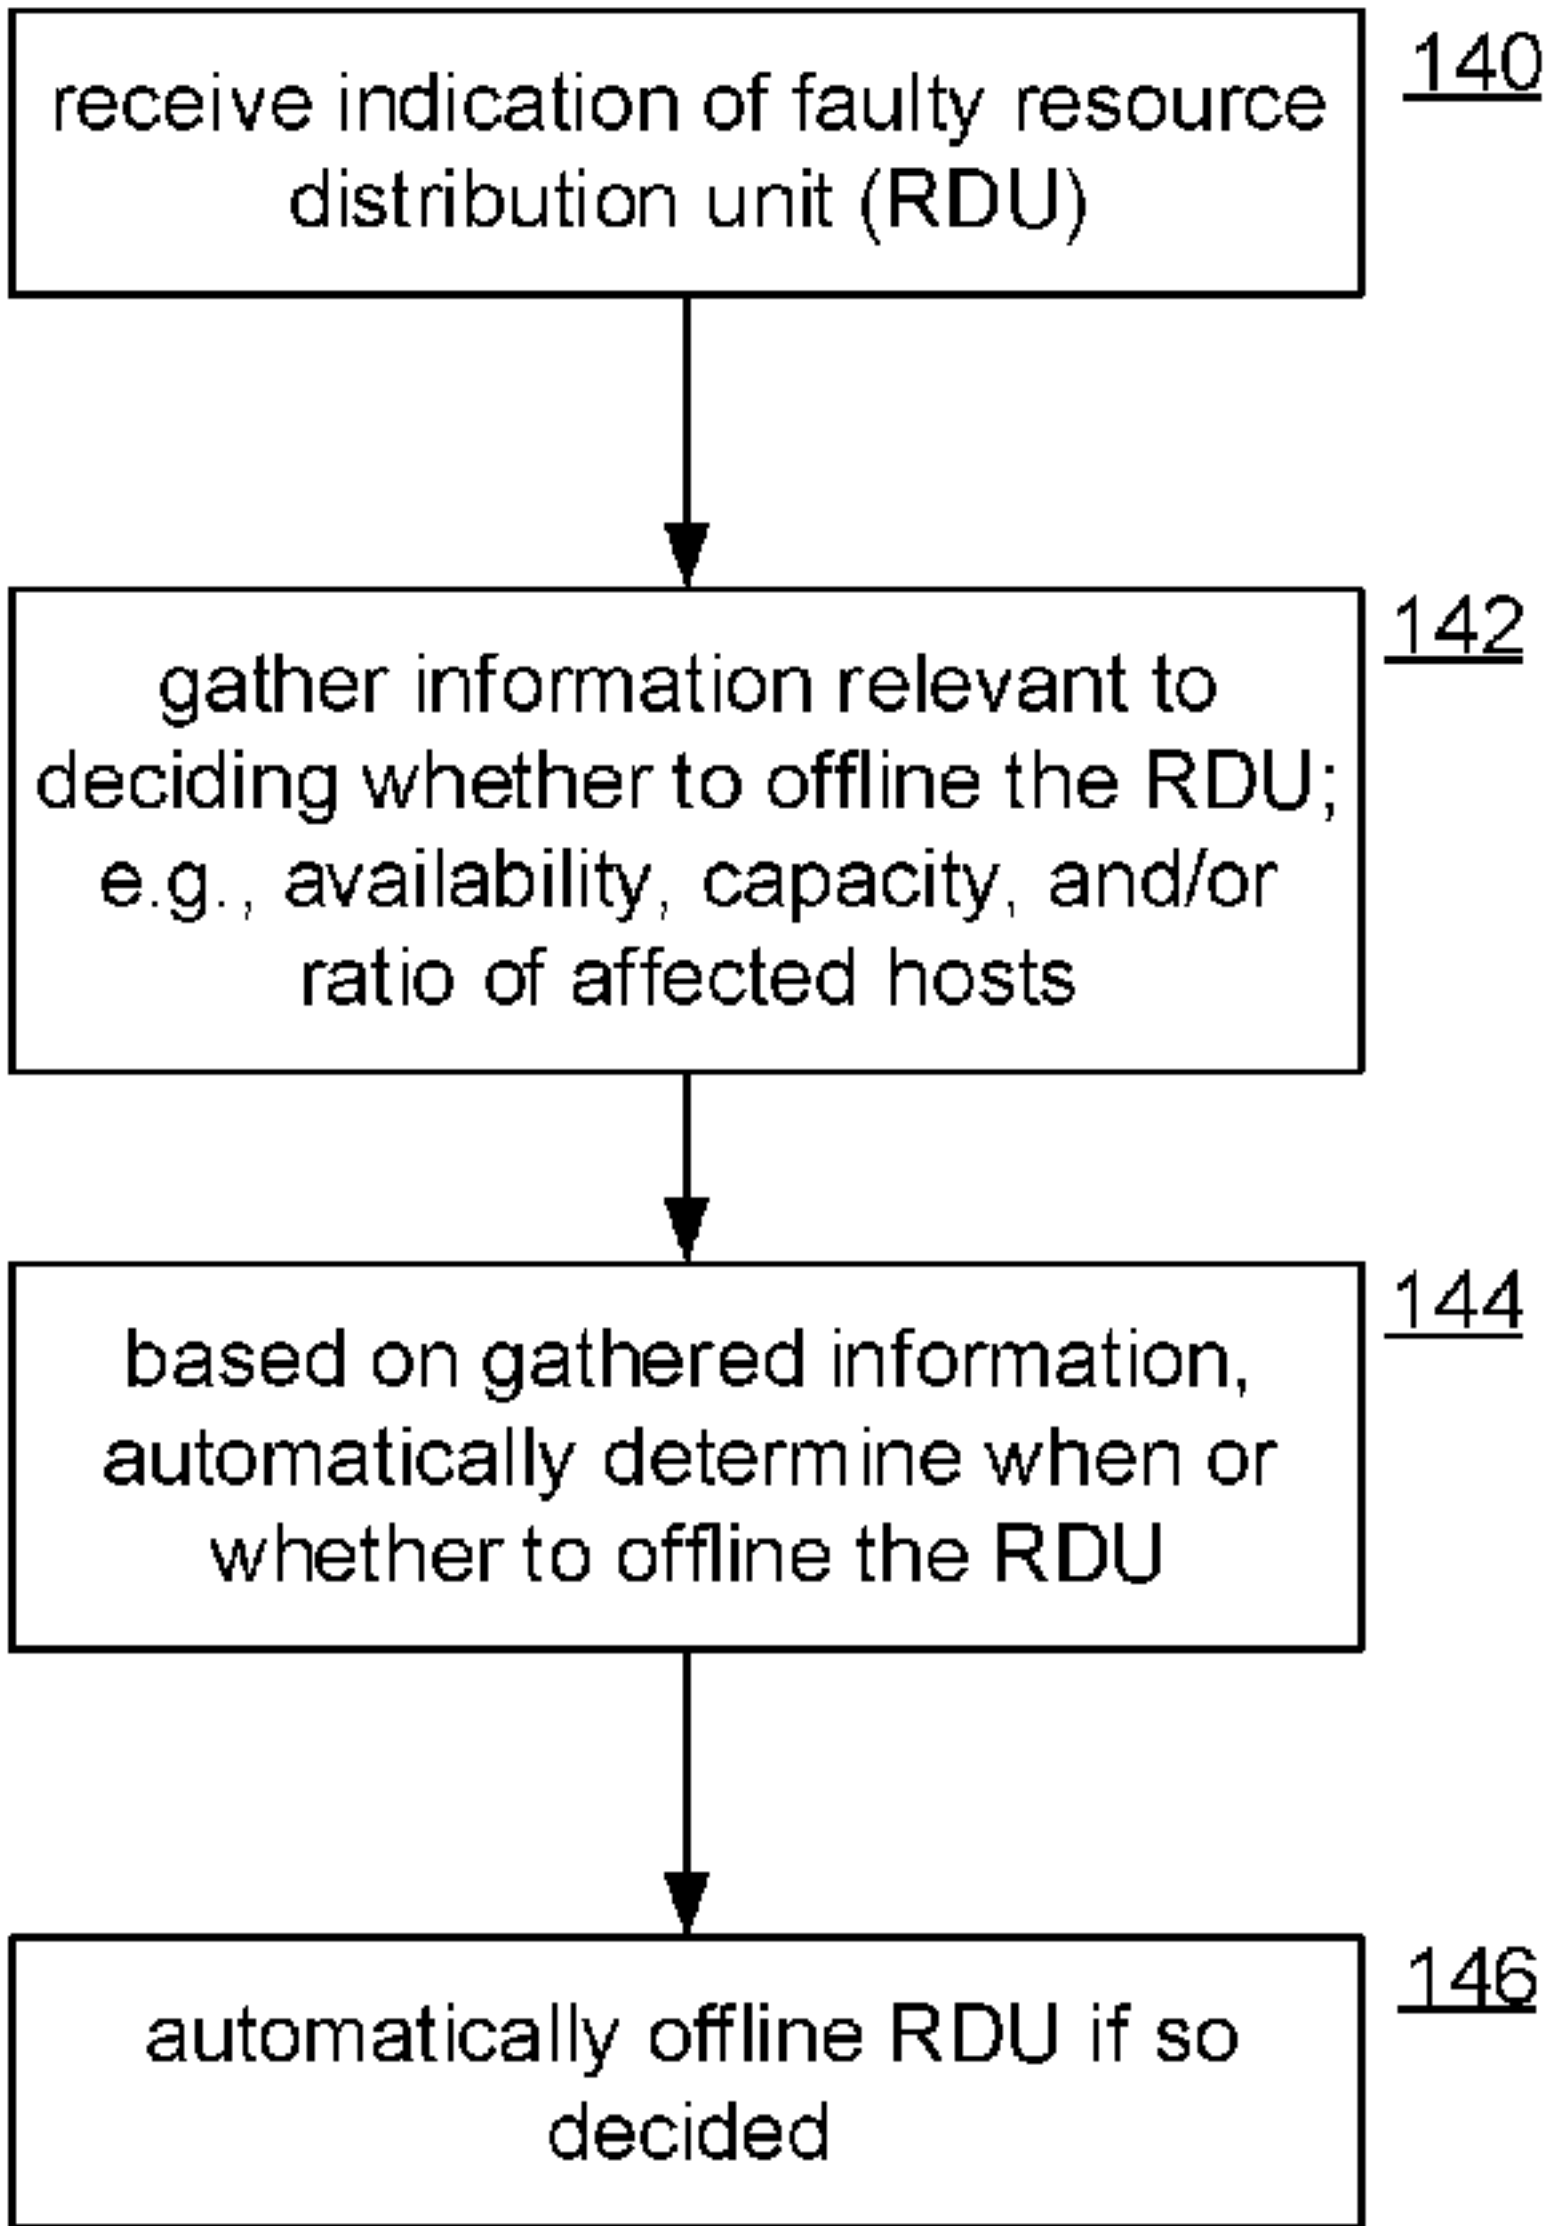 receive indication of faulty resource
distribution unit (RDU)
140
gather information relevant to
deciding whether to offline the RDU;
e.g., availability, capacity, and/or
ratio of affected hosts
142
based on gathered information,
automatically determine when or
whether to offline the RDU
144
automatically offline RDU if so
decided
146